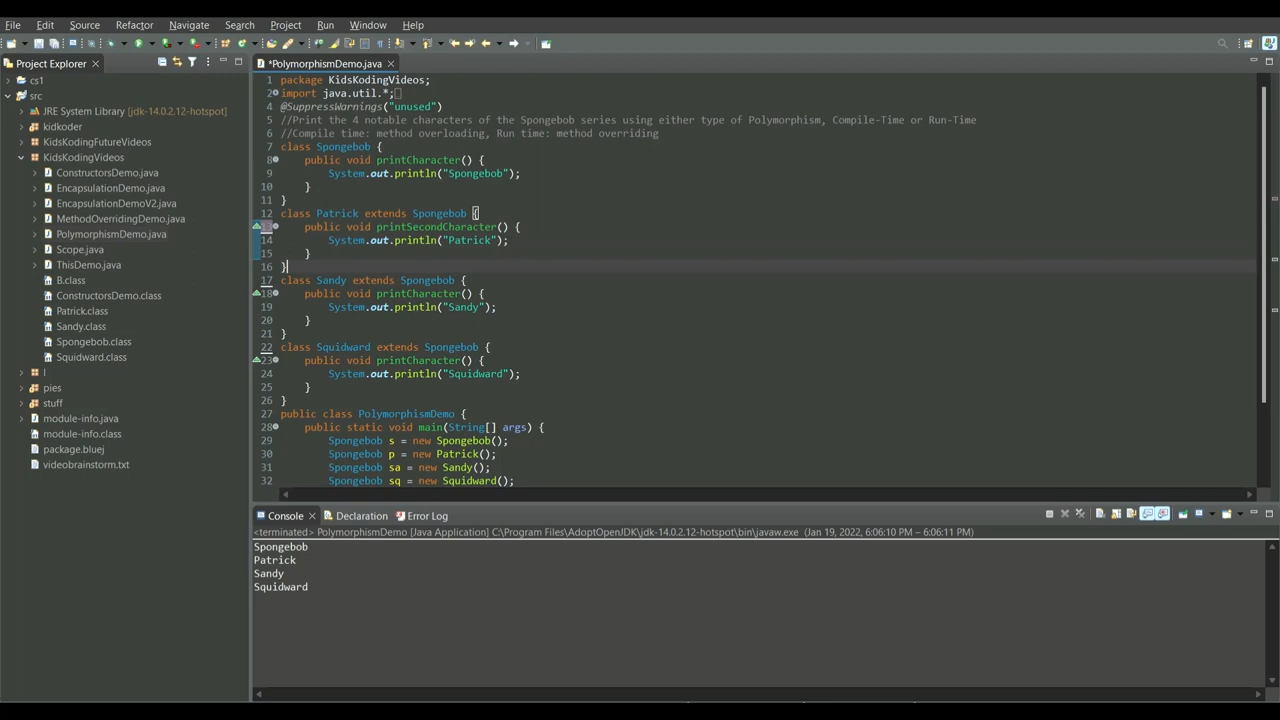 File Edit Source Refactor Navigate Search Project Run Window Help
Project Explorer
cs1
src
JRE System Library [jdk-14.0.2.12-hotspot]
kidkoder
KidsKodingFutureVideos
KidsKodingVideos
ConstructorsDemo.java
EncapsulationDemo.java
EncapsulationDemoV2.java
MethodOverridingDemo.java
PolymorphismDemo.java
Scope.java
ThisDemo.java
B.class
ConstructorsDemo.class
Patrick.class
Sandy.class
Spongebob.class
Squidward.class
l
pies
stuff
module-info.java
module-info.class
package.bluej
videobrainstorm.txt
*PolymorphismDemo.java
1 package KidsKodingVideos;
2 import java.util.*;
4 @SuppressWarnings("unused")
5 //Print the 4 notable characters of the Spongebob series using either type of Polymorphism, Compile-Time or Run-Time
6 //Compile time: method overloading, Run time: method overriding
7 class Spongebob {
8 public void printCharacter() {
9 System.out.println("Spongebob");
10 }
11 }
12 class Patrick extends Spongebob {
13 public void printSecondCharacter() {
14 System.out.println("Patrick");
15 }
16 }
17 class Sandy extends Spongebob {
18 public void printCharacter() {
19 System.out.println("Sandy");
20 }
21 }
22 class Squidward extends Spongebob {
23 public void printCharacter() {
24 System.out.println("Squidward");
25 }
26 }
27 public class PolymorphismDemo {
28 public static void main(String[] args) {
29 Spongebob s = new Spongebob();
30 Spongebob p = new Patrick();
31 Spongebob sa = new Sandy();
32 Spongebob sq = new Squidward();
Console Declaration Error Log
<terminated> PolymorphismDemo [Java Application] C:\Program Files\AdoptOpenJDK\jdk-14.0.2.12-hotspot\bin\javaw.exe (Jan 19, 2022, 6:06:10 PM – 6:06:11 PM)
Spongebob
Patrick
Sandy
Squidward